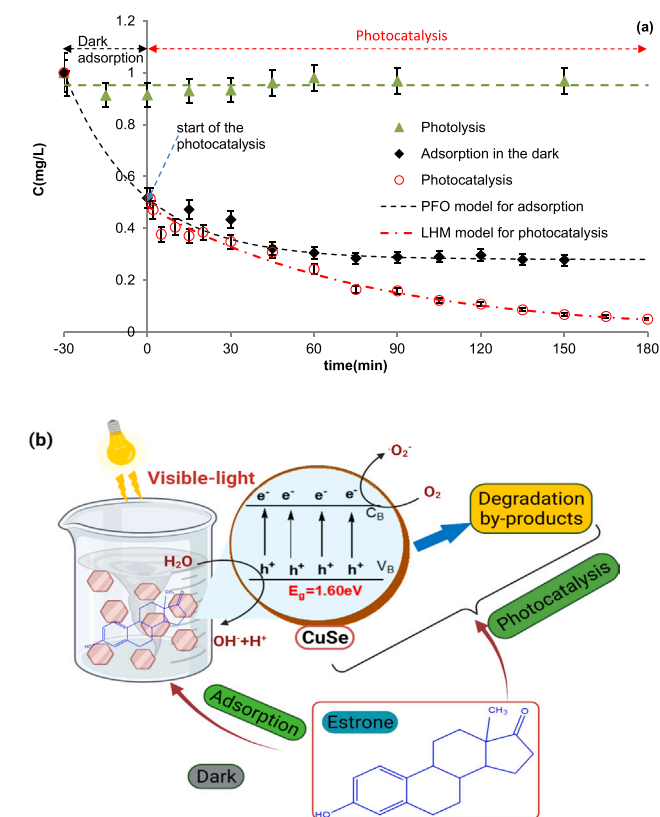 (a)
1.2
1
0.8
0.6
0.4
0.2
0
C(mg/L)
Dark
adsorption
Photocatalysis
start of the
photocatalysis
Photolysis
Adsorption in the dark
Photocatalysis
PFO model for adsorption
LHM model for photocatalysis
-30 0 30 60 90 120 150 180
time(min)
(b)
Visible-light
·O₂⁻
O₂
e⁻ e⁻ e⁻ e⁻
C_B
H₂O
h⁺ h⁺ h⁺ h⁺
V_B
E_g=1.60eV
OH⁻+H⁺
CuSe
Degradation
by-products
Photocatalysis
CH₃
O
HO
Adsorption
Dark
Estrone
CH₃
O
HO